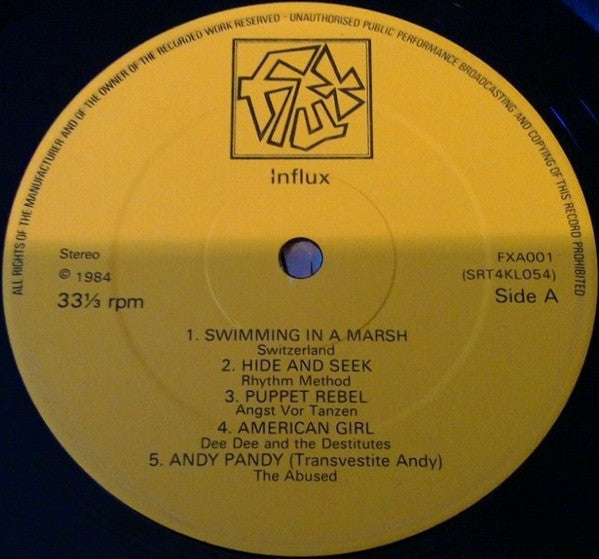 ALL RIGHTS OF THE MANUFACTURER AND OF THE OWNER OF THE RECORDED WORK RESERVED - UNAUTHORISED PUBLIC PERFORMANCE BROADCASTING AND COPYING OF THIS RECORD PROHIBITED
flux
Influx
Stereo
© 1984
33⅓ rpm
FXA001
(SRT4KL054)
Side A
1. SWIMMING IN A MARSH
Switzerland
2. HIDE AND SEEK
Rhythm Method
3. PUPPET REBEL
Angst Vor Tanzen
4. AMERICAN GIRL
Dee Dee and the Destitutes
5. ANDY PANDY (Transvestite Andy)
The Abused